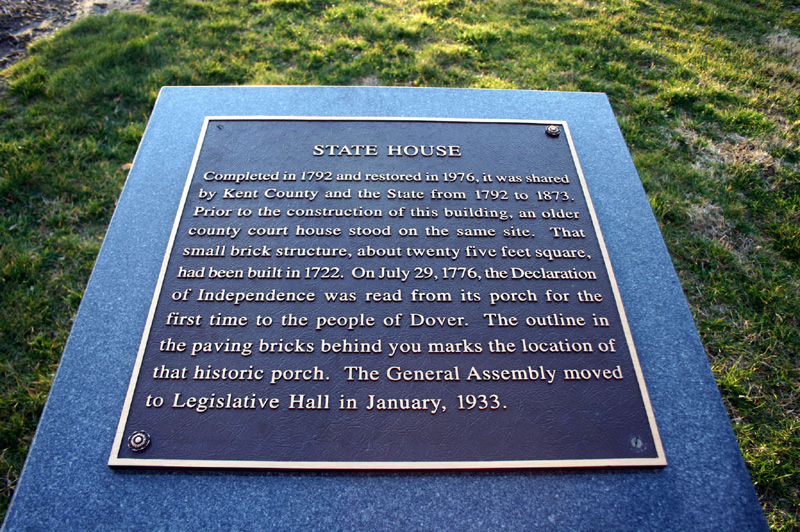 STATE HOUSE
Completed in 1792 and restored in 1976, it was shared
by Kent County and the State from 1792 to 1873.
Prior to the construction of this building, an older
county court house stood on the same site. That
small brick structure, about twenty five feet square,
had been built in 1722. On July 29, 1776, the Declaration
of Independence was read from its porch for the
first time to the people of Dover. The outline in
the paving bricks behind you marks the location of
that historic porch. The General Assembly moved
to Legislative Hall in January, 1933.